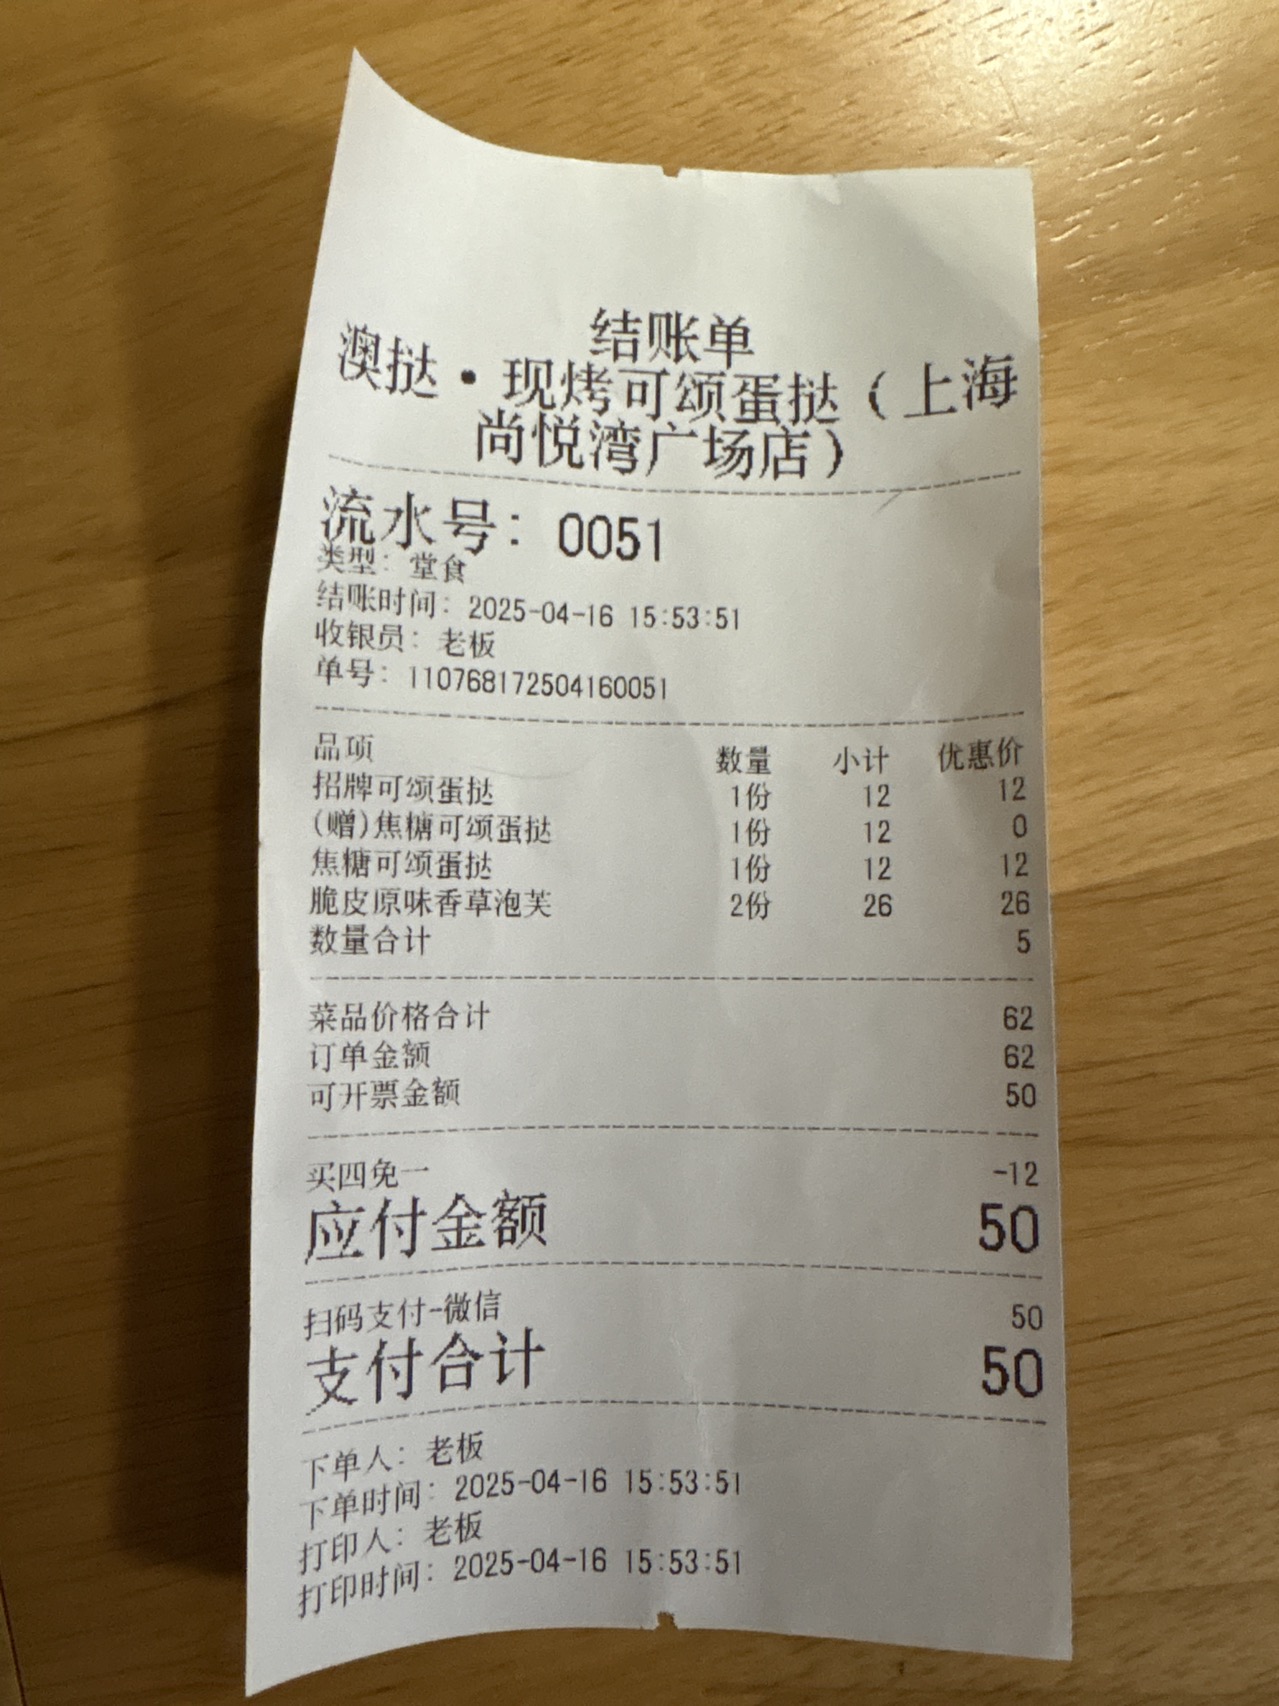 结账单
澳挞·现烤可颂蛋挞（上海
尚悦湾广场店）
流水号：0051
类型：堂食
结账时间：2025-04-16 15:53:51
收银员：老板
单号：110768172504160051
品项 数量 小计 优惠价
招牌可颂蛋挞 1份 12 12
(赠)焦糖可颂蛋挞 1份 12 0
焦糖可颂蛋挞 1份 12 12
脆皮原味香草泡芙 2份 26 26
数量合计 5
菜品价格合计 62
订单金额 62
可开票金额 50
买四免一 -12
应付金额 50
扫码支付-微信 50
支付合计 50
下单人：老板
下单时间：2025-04-16 15:53:51
打印人：老板
打印时间：2025-04-16 15:53:51